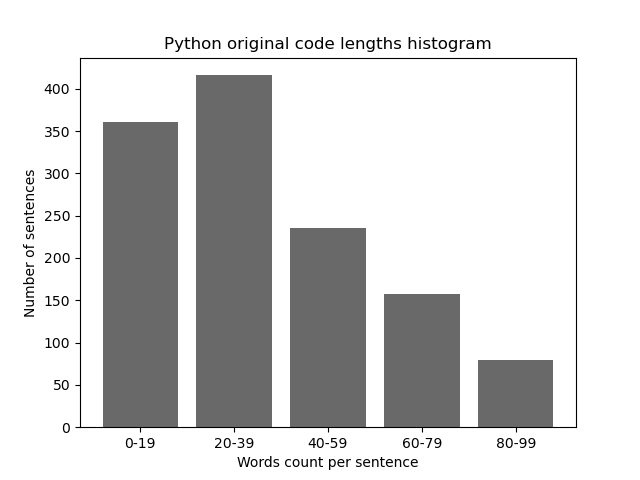 Python original code lengths histogram
400
350
300
250
200
150
100
50
0
Number of sentences
0-19 20-39 40-59 60-79 80-99
Words count per sentence